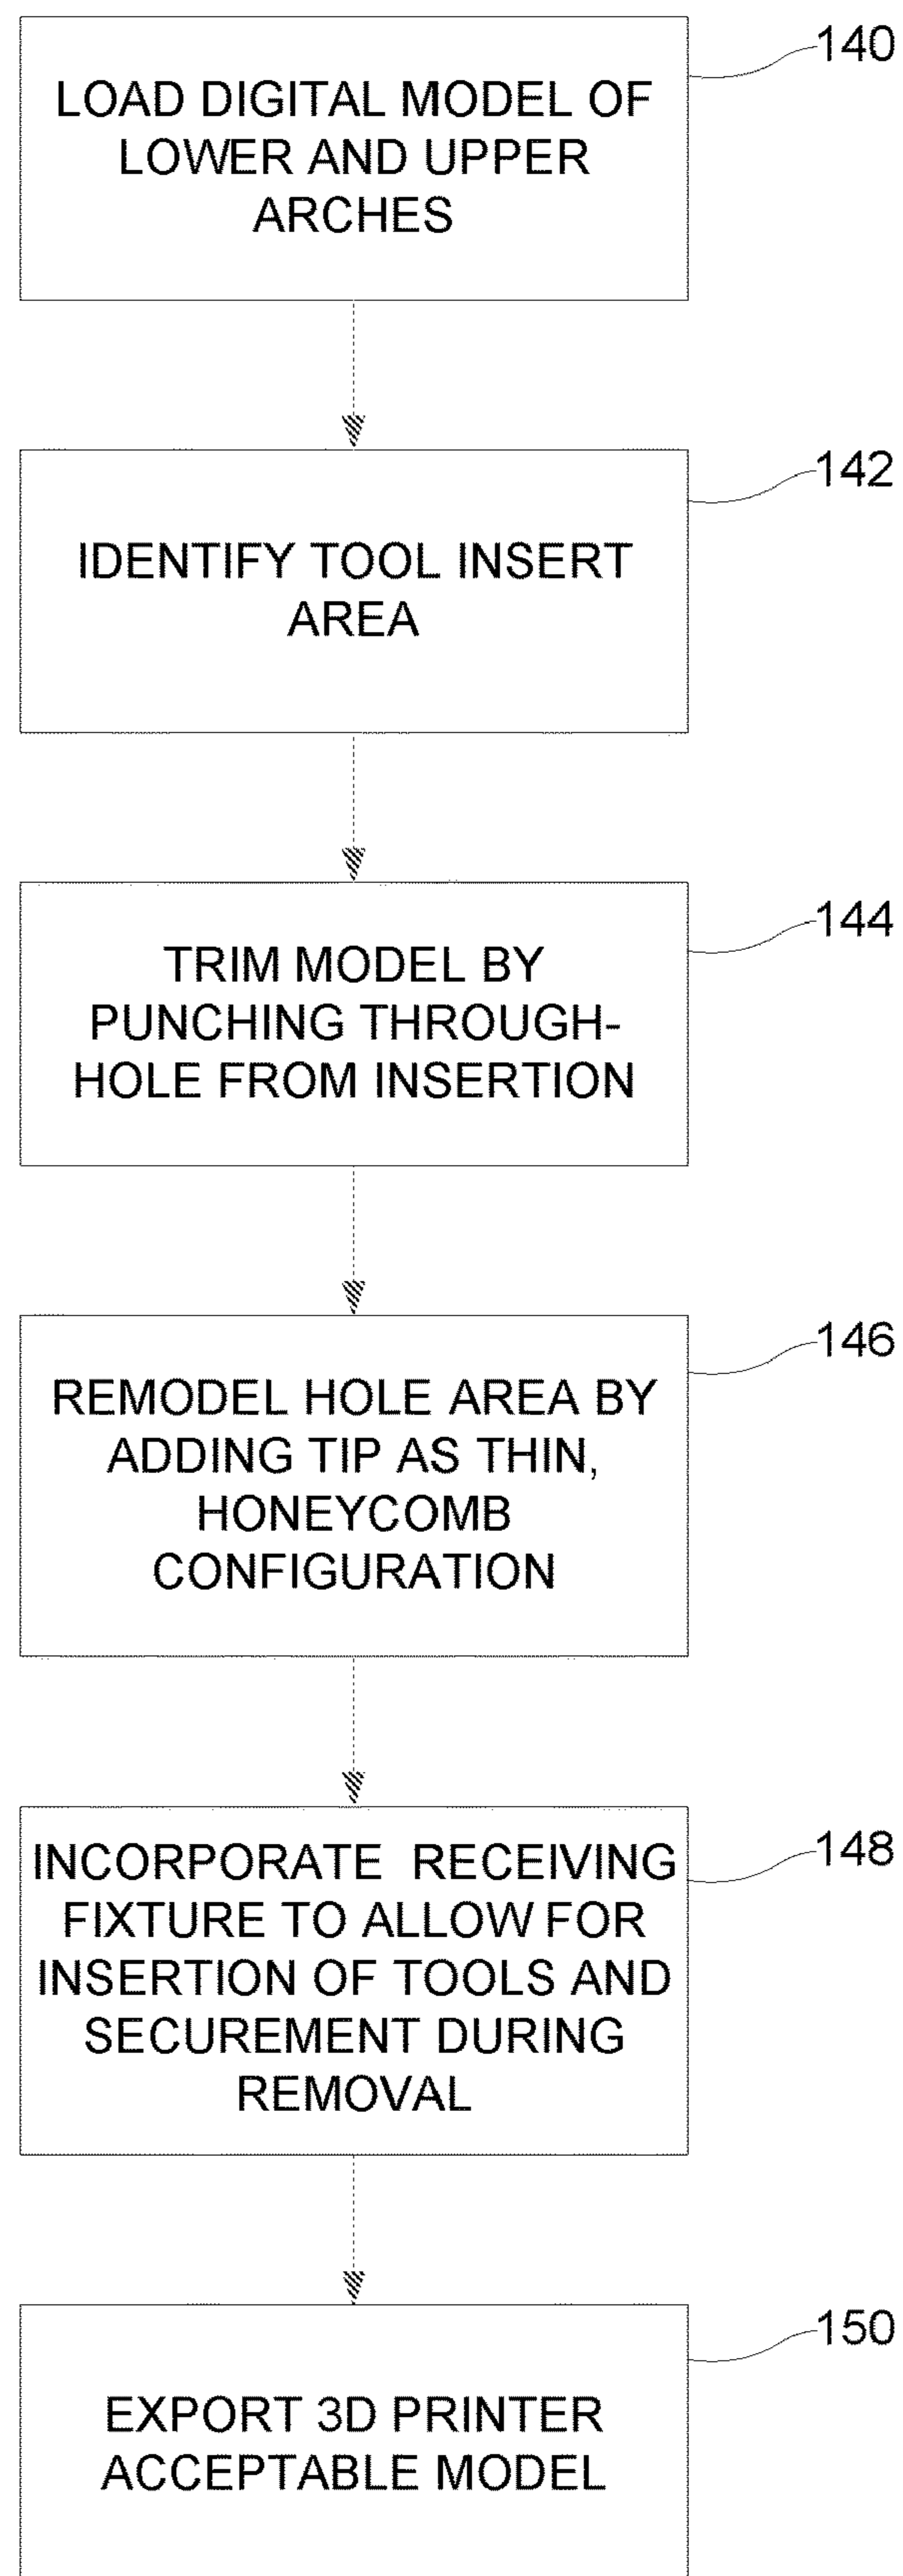 140
LOAD DIGITAL MODEL OF
LOWER AND UPPER
ARCHES
142
IDENTIFY TOOL INSERT
AREA
144
TRIM MODEL BY
PUNCHING THROUGH-
HOLE FROM INSERTION
146
REMODEL HOLE AREA BY
ADDING TIP AS THIN,
HONEYCOMB
CONFIGURATION
148
INCORPORATE RECEIVING
FIXTURE TO ALLOW FOR
INSERTION OF TOOLS AND
SECUREMENT DURING
REMOVAL
150
EXPORT 3D PRINTER
ACCEPTABLE MODEL